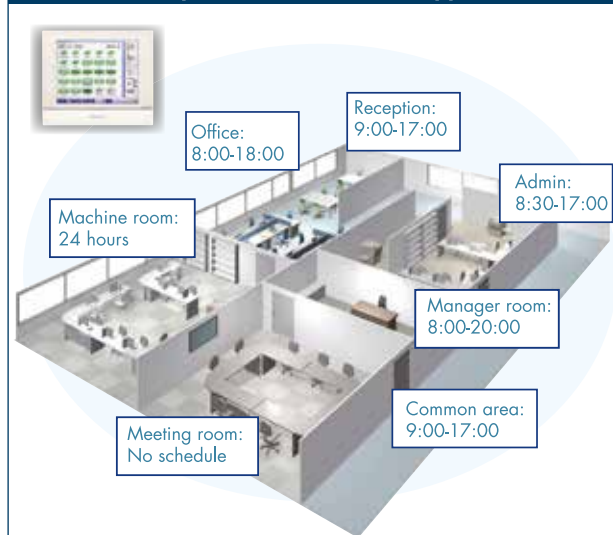 Reception:
9:00-17:00
Office:
8:00-18:00
Admin:
8:30-17:00
Machine room:
24 hours
Manager room:
8:00-20:00
Common area:
9:00-17:00
Meeting room:
No schedule